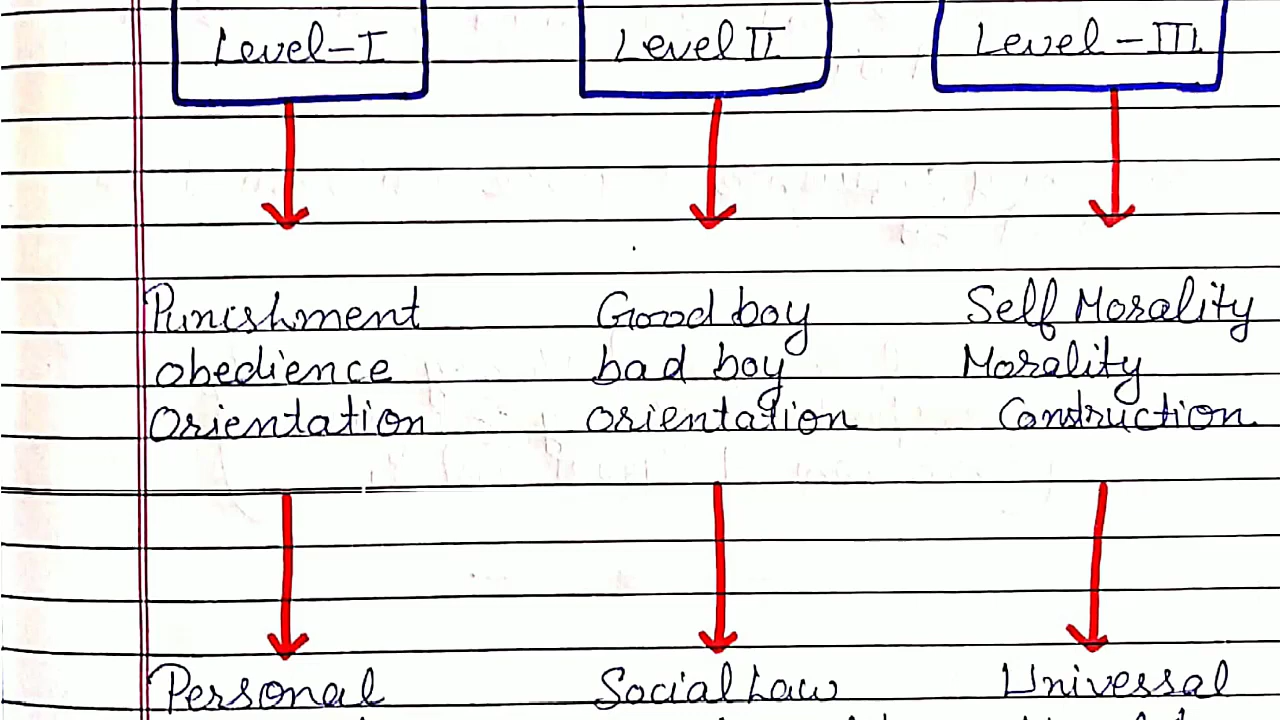 Level-I Level II Level-III
Punishment Good boy Self Morality
obedience bad boy Morality
Orientation orientation Construction
Personal Social Law Universal